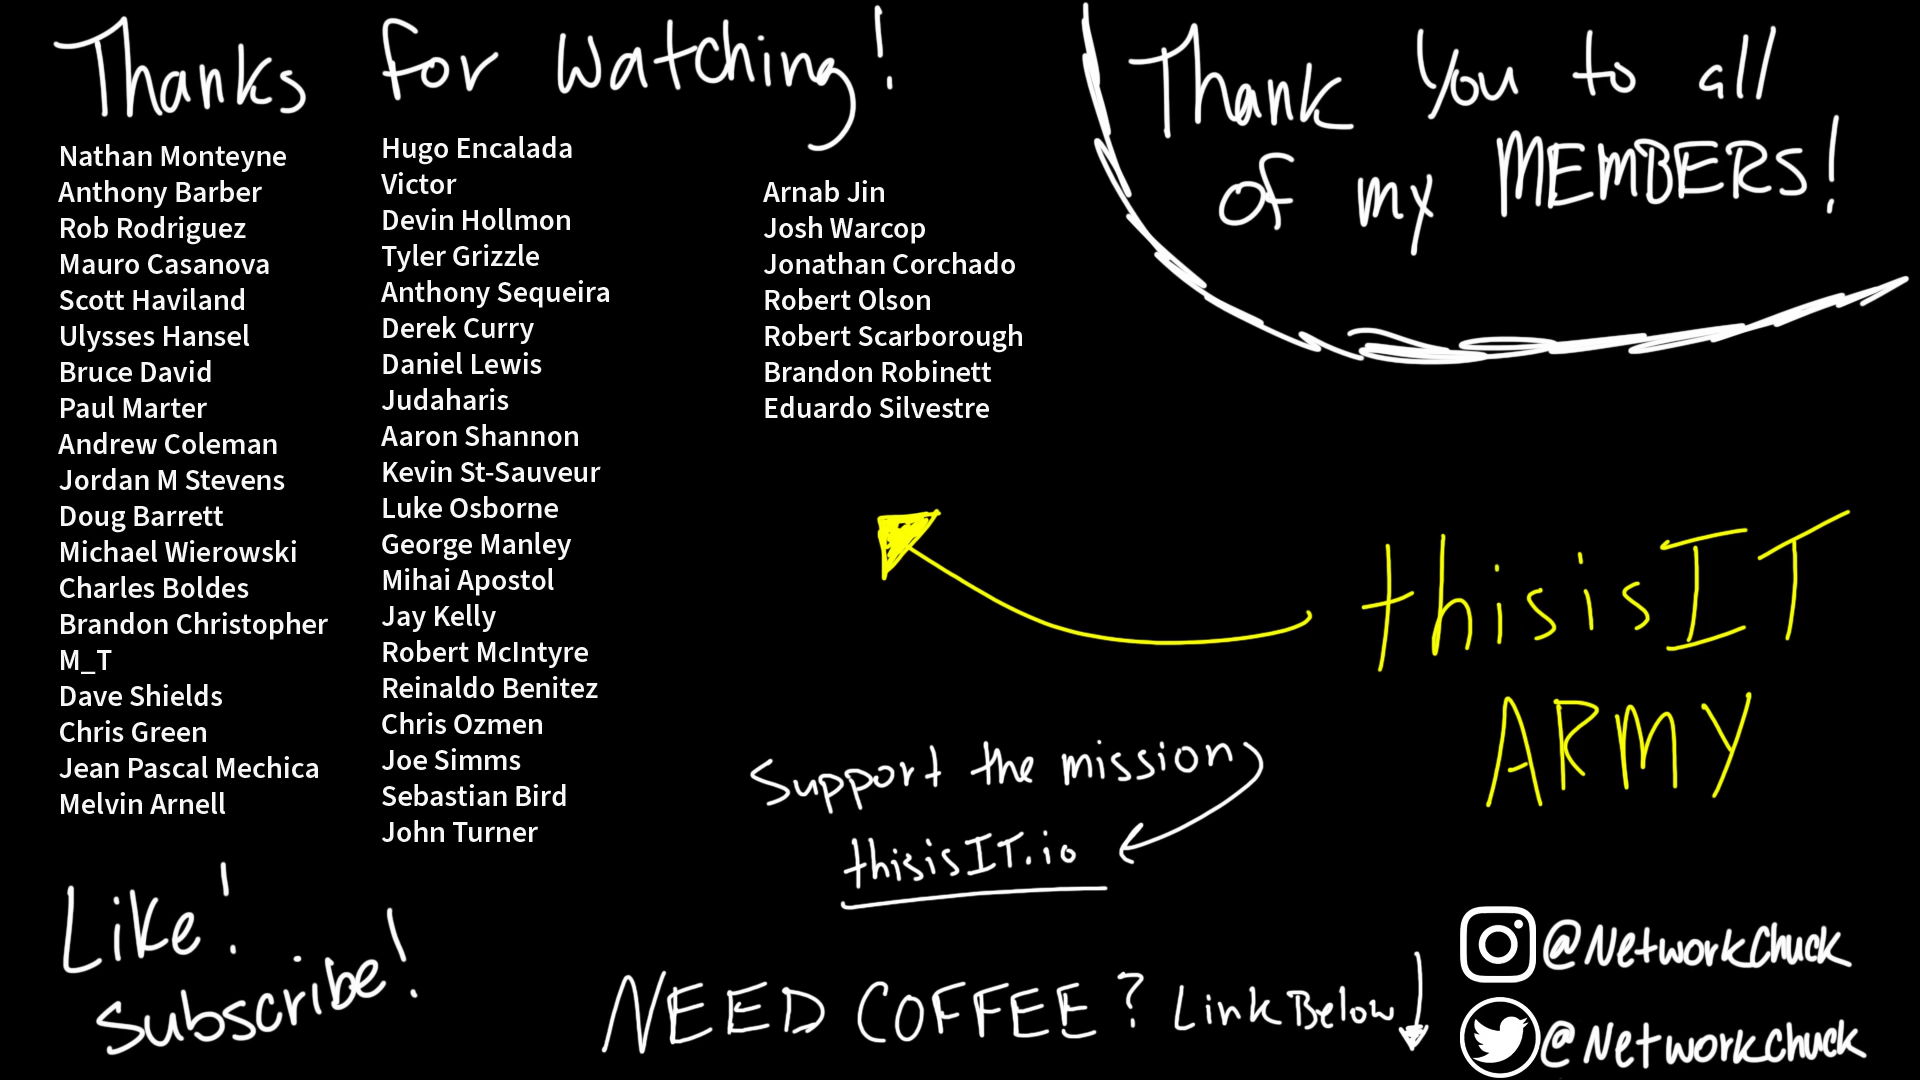 Thanks for watching!
Nathan Monteyne
Anthony Barber
Rob Rodriguez
Mauro Casanova
Scott Haviland
Ulysses Hansel
Bruce David
Paul Marter
Andrew Coleman
Jordan M Stevens
Doug Barrett
Michael Wierowski
Charles Boldes
Brandon Christopher
M_T
Dave Shields
Chris Green
Jean Pascal Mechica
Melvin Arnell
Hugo Encalada
Victor
Devin Hollmon
Tyler Grizzle
Anthony Sequeira
Derek Curry
Daniel Lewis
Judaharis
Aaron Shannon
Kevin St-Sauveur
Luke Osborne
George Manley
Mihai Apostol
Jay Kelly
Robert McIntyre
Reinaldo Benitez
Chris Ozmen
Joe Simms
Sebastian Bird
John Turner
Arnab Jin
Josh Warcop
Jonathan Corchado
Robert Olson
Robert Scarborough
Brandon Robinett
Eduardo Silvestre
Thank you to all
of my MEMBERS!
thisisIT
ARMY
Support the mission
thisisIT.io
Like!
Subscribe!
NEED COFFEE? Link Below
@NetworkChuck
@NetworkChuck